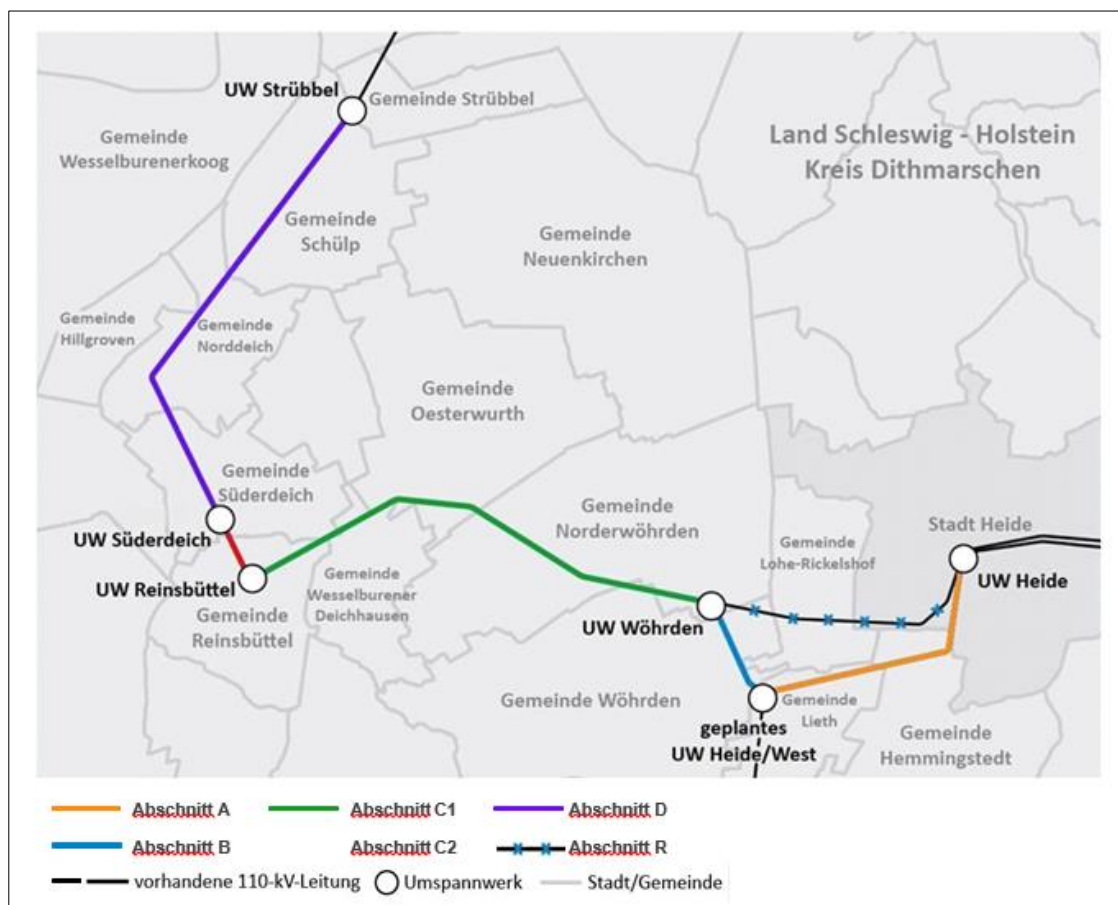 UW Strübbel
Gemeinde Strübbel
Gemeinde
Wesselburenerkoog
Land Schleswig - Holstein
Kreis Dithmarschen
Gemeinde
Schülp
Gemeinde
Neuenkirchen
Gemeinde
Hillgroven
Gemeinde
Norddeich
Gemeinde
Oesterwurth
Gemeinde
Süderdeich
UW Süderdeich
Gemeinde
Norderwöhrden
Stadt Heide
Gemeinde
Lohe-Rickelshof
UW Heide
UW Reinsbüttel
Gemeinde
Wesselburener
Deichhausen
Gemeinde
Reinsbüttel
UW Wöhrden
Gemeinde Wöhrden
geplantes
UW Heide/West
Gemeinde
Lieth
Gemeinde
Hemmingstedt
Abschnitt A
Abschnitt C1
Abschnitt D
Abschnitt B
Abschnitt C2
Abschnitt R
vorhandene 110-kV-Leitung
Umspannwerk
Stadt/Gemeinde